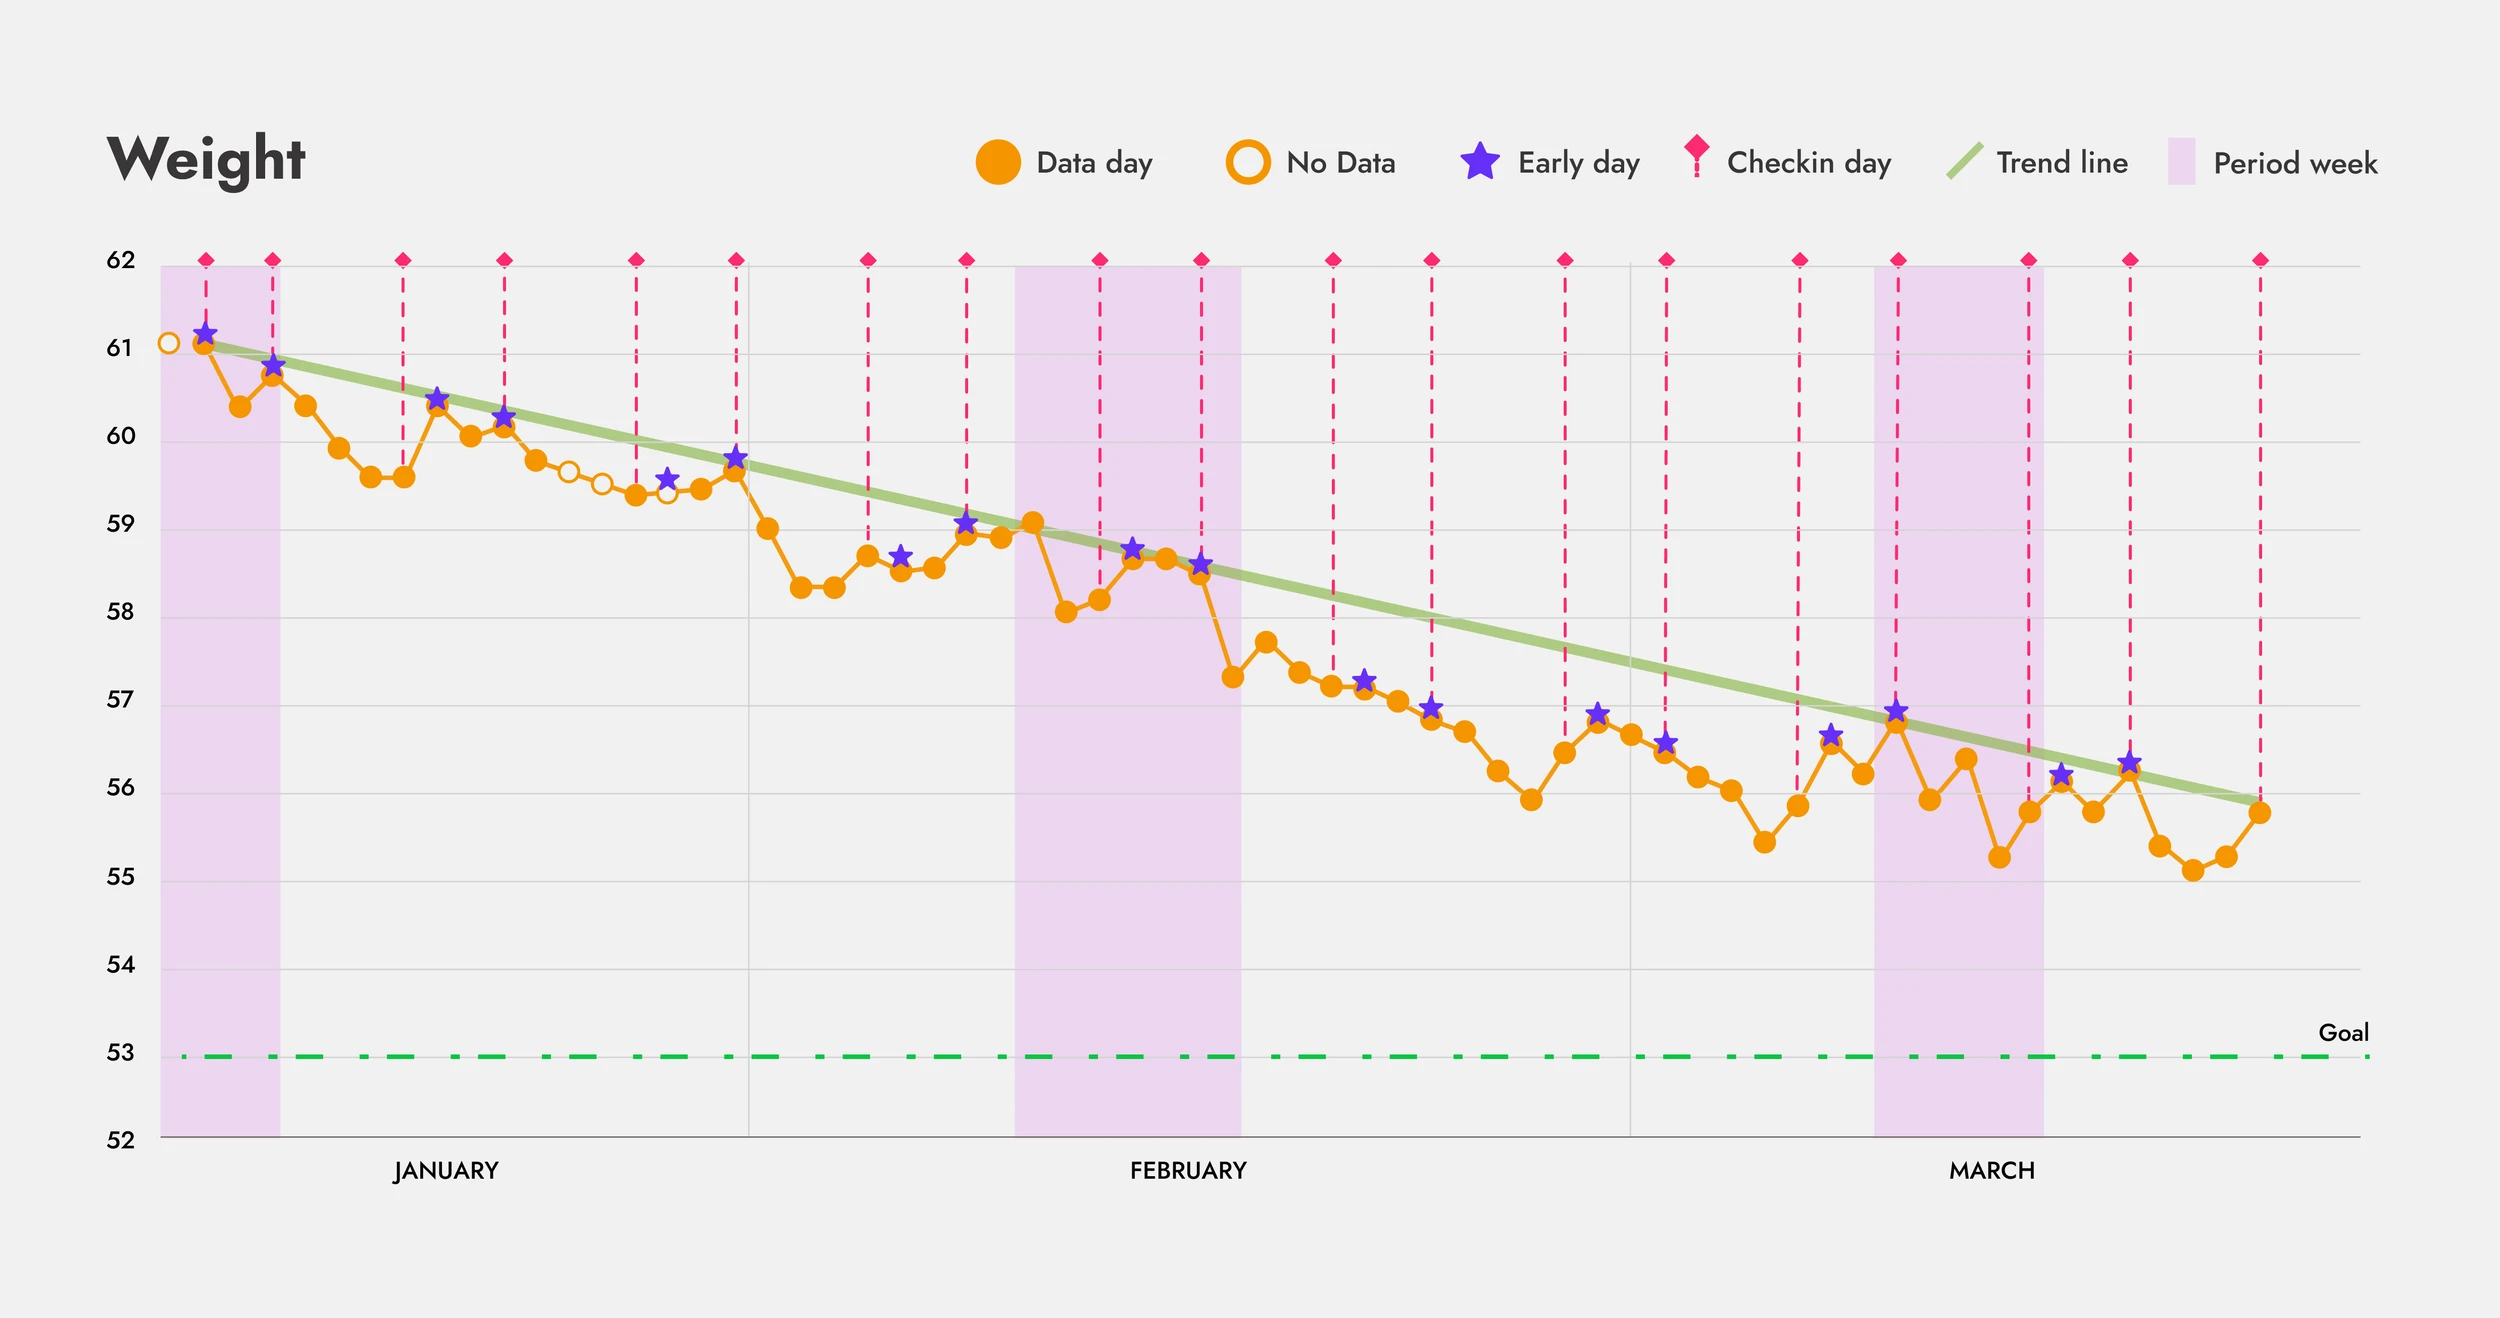 Weight
Data day
No Data
Early day
Checkin day
Trend line
Period week
62
61
60
59
58
57
56
55
54
53
52
Goal
JANUARY
FEBRUARY
MARCH